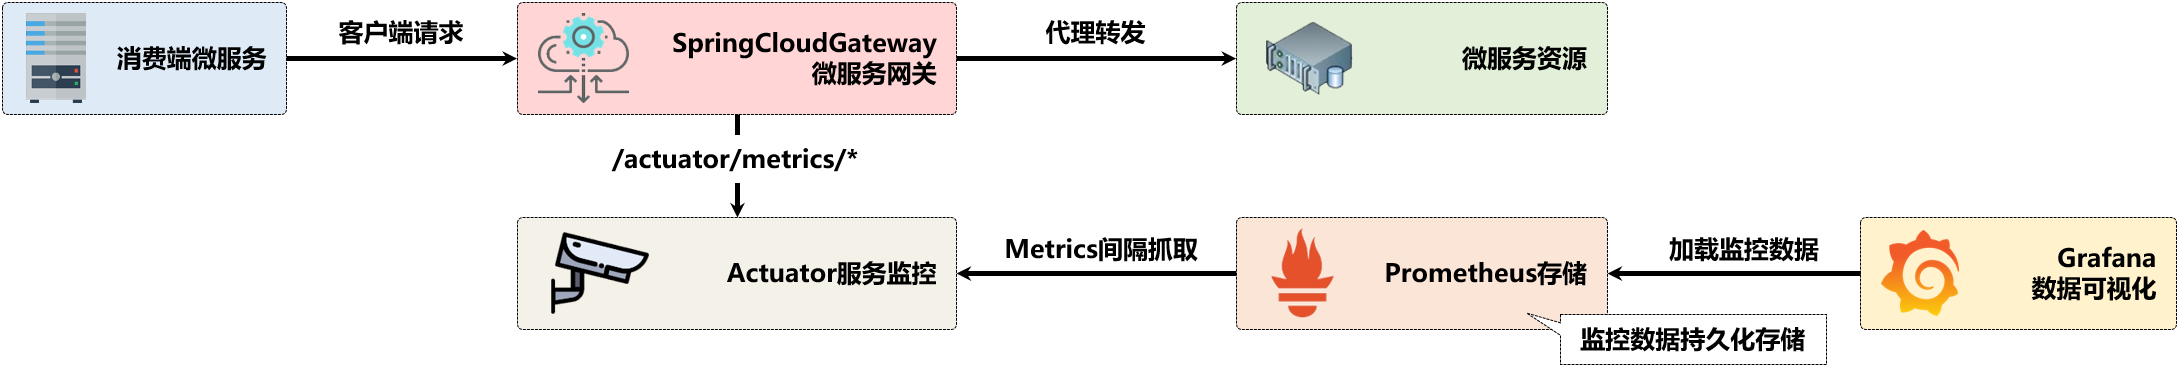 消费端微服务
客户端请求
SpringCloudGateway
微服务网关
代理转发
微服务资源
/actuator/metrics/*
Actuator服务监控
Metrics间隔抓取
Prometheus存储
加载监控数据
Grafana
数据可视化
监控数据持久化存储